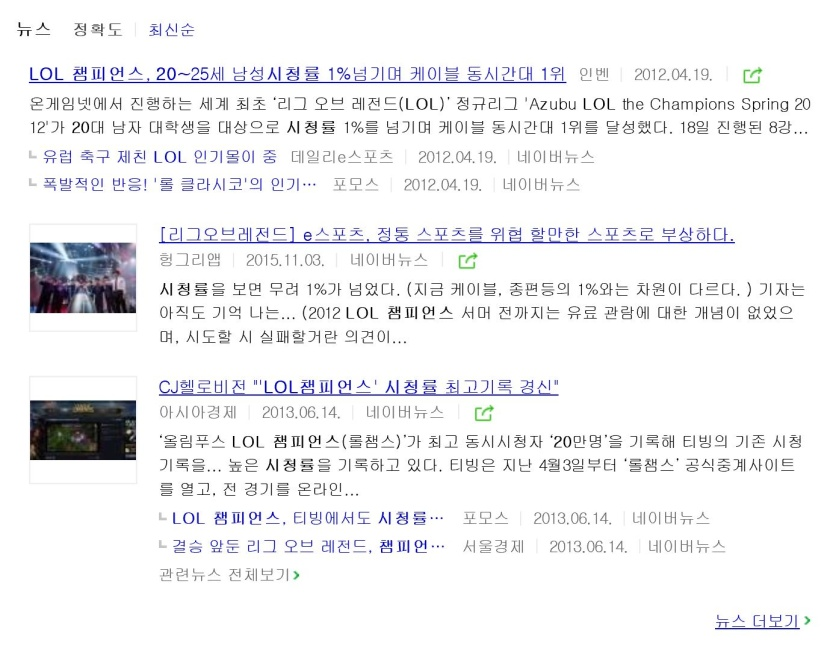 뉴스 정확도 최신순
LOL 챔피언스, 20~25세 남성시청률 1%넘기며 케이블 동시간대 1위 인벤 2012.04.19.
온게임넷에서 진행하는 세계 최초 ‘리그 오브 레전드(LOL)’ 정규리그 'Azubu LOL the Champions Spring 20
12'가 20대 남자 대학생을 대상으로 시청률 1%를 넘기며 케이블 동시간대 1위를 달성했다. 18일 진행된 8강...
유럽 축구 제친 LOL 인기몰이 중 데일리e스포츠 2012.04.19. 네이버뉴스
폭발적인 반응! '롤 클라시코'의 인기… 포모스 2012.04.19. 네이버뉴스
[리그오브레전드] e스포츠, 정통 스포츠를 위협 할만한 스포츠로 부상하다.
헝그리앱 2015.11.03. 네이버뉴스
시청률을 보면 무려 1%가 넘었다. (지금 케이블, 종편등의 1%와는 차원이 다르다. ) 기자는
아직도 기억 나는... (2012 LOL 챔피언스 서머 전까지는 유료 관람에 대한 개념이 없었으
며, 시도할 시 실패할거란 의견이...
CJ헬로비전 "'LOL챔피언스' 시청률 최고기록 경신"
아시아경제 2013.06.14. 네이버뉴스
‘올림푸스 LOL 챔피언스(롤챔스)’가 최고 동시시청자 ‘20만명’을 기록해 티빙의 기존 시청
기록을... 높은 시청률을 기록하고 있다. 티빙은 지난 4월3일부터 ‘롤챔스’ 공식중계사이트
를 열고, 전 경기를 온라인...
LOL 챔피언스, 티빙에서도 시청률… 포모스 2013.06.14. 네이버뉴스
결승 앞둔 리그 오브 레전드, 챔피언… 서울경제 2013.06.14. 네이버뉴스
관련뉴스 전체보기
뉴스 더보기